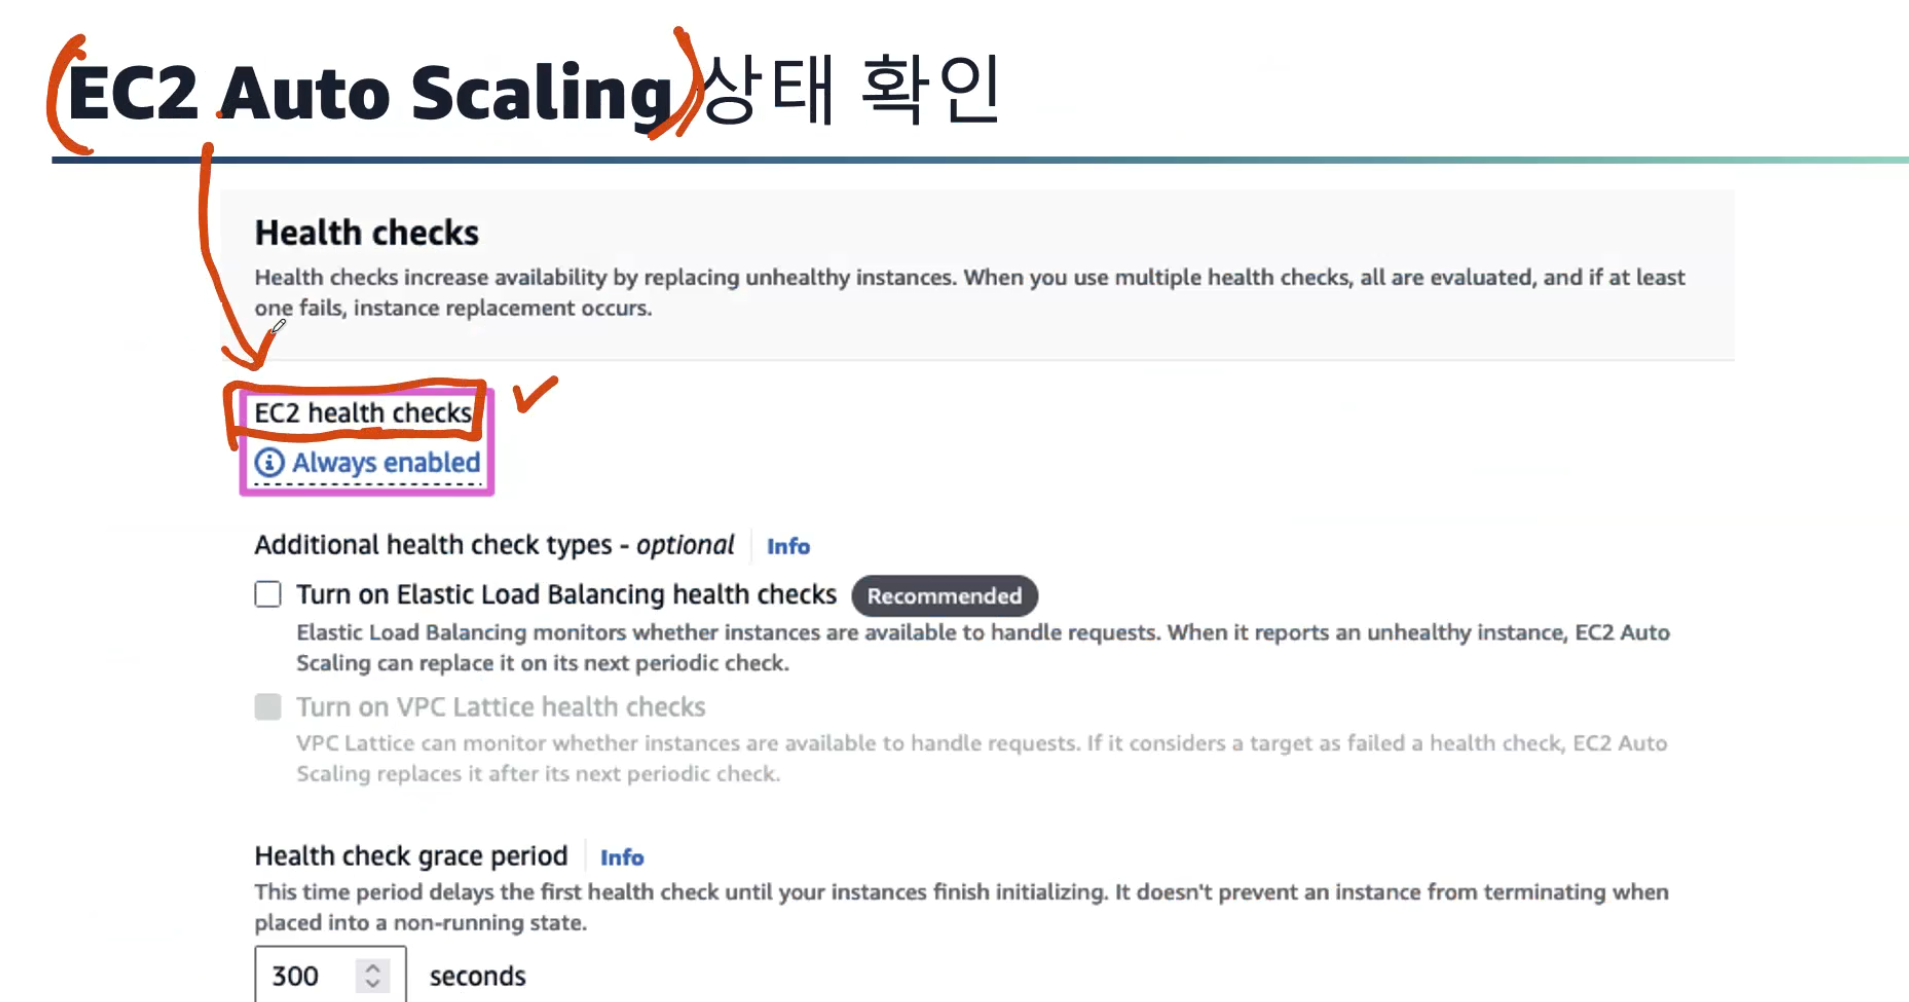 EC2 Auto Scaling 상태 확인
Health checks
Health checks increase availability by replacing unhealthy instances. When you use multiple health checks, all are evaluated, and if at least
one fails, instance replacement occurs.
EC2 health checks
Always enabled
Additional health check types - optional Info
Turn on Elastic Load Balancing health checks Recommended
Elastic Load Balancing monitors whether instances are available to handle requests. When it reports an unhealthy instance, EC2 Auto
Scaling can replace it on its next periodic check.
Turn on VPC Lattice health checks
VPC Lattice can monitor whether instances are available to handle requests. If it considers a target as failed a health check, EC2 Auto
Scaling replaces it after its next periodic check.
Health check grace period Info
This time period delays the first health check until your instances finish initializing. It doesn't prevent an instance from terminating when
placed into a non-running state.
300 seconds